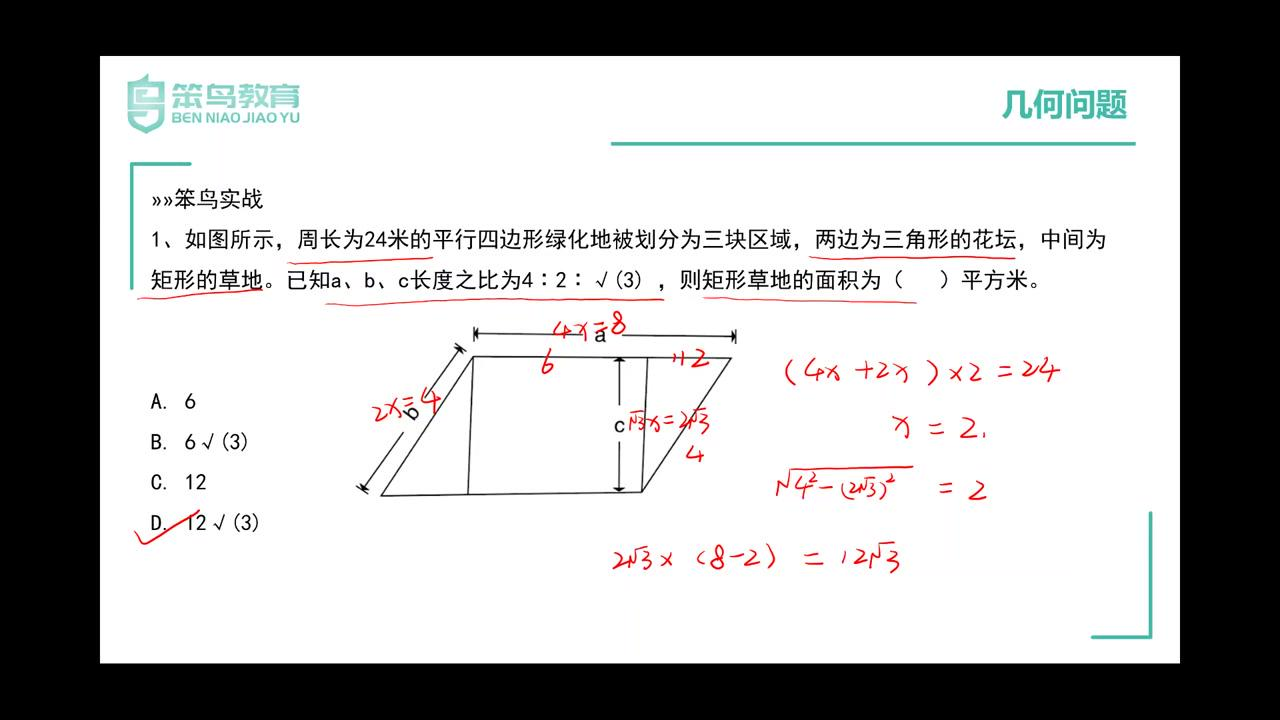 笨鸟教育
BEN NIAO JIAO YU
几何问题
»»笨鸟实战
1、如图所示，周长为24米的平行四边形绿化地被划分为三块区域，两边为三角形的花坛，中间为
矩形的草地。已知a、b、c长度之比为4∶2∶√(3)，则矩形草地的面积为（ ）平方米。
4x=8
a
6
2
2x=4
b
c
√3x=2√3
4
A. 6
B. 6√(3)
C. 12
D. 12√(3)
(4x+2x)×2=24
x=2.
√4²-(2√3)² =2
2√3×(8-2)=12√3